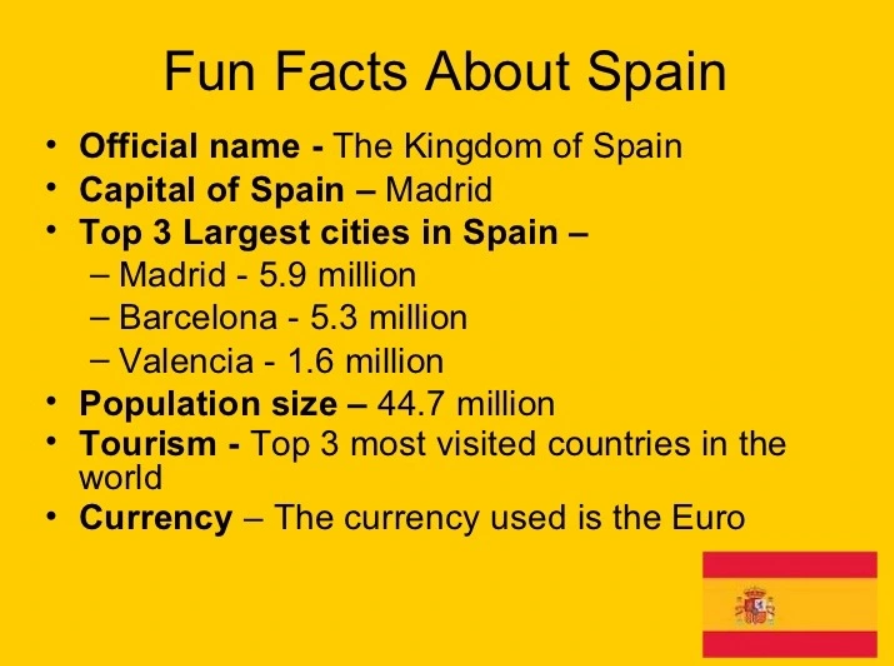 Fun Facts About Spain
• Official name - The Kingdom of Spain
• Capital of Spain – Madrid
• Top 3 Largest cities in Spain –
– Madrid - 5.9 million
– Barcelona - 5.3 million
– Valencia - 1.6 million
• Population size – 44.7 million
• Tourism - Top 3 most visited countries in the
world
• Currency – The currency used is the Euro